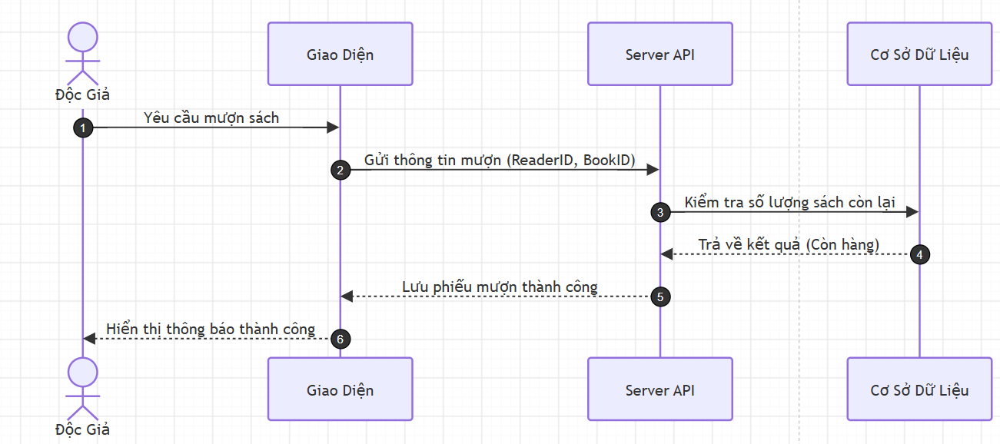 Độc Giả
Giao Diện
Server API
Cơ Sở Dữ Liệu
1
Yêu cầu mượn sách
2
Gửi thông tin mượn (ReaderID, BookID)
3
Kiểm tra số lượng sách còn lại
Trả về kết quả (Còn hàng)
4
Lưu phiếu mượn thành công
5
Hiển thị thông báo thành công
6
Độc Giả
Giao Diện
Server API
Cơ Sở Dữ Liệu